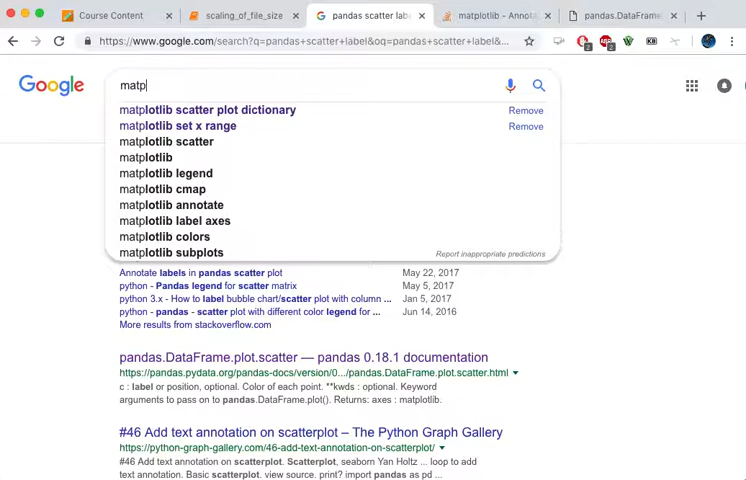 Course Content
scaling_of_file_size
pandas scatter labe
matplotlib - Annota
pandas.DataFrame.
https://www.google.com/search?q=pandas+scatter+label&oq=pandas+scatter+label&...
2
2
Google
matp
matplotlib scatter plot dictionary Remove
matplotlib set x range Remove
matplotlib scatter
matplotlib
matplotlib legend
matplotlib cmap
matplotlib annotate
matplotlib label axes
matplotlib colors
matplotlib subplots
Report inappropriate predictions
Annotate labels in pandas scatter plot May 22, 2017
python - Pandas legend for scatter matrix May 5, 2017
python 3.x - How to label bubble chart/scatter plot with column ... Jan 5, 2017
python - pandas - scatter plot with different color legend for ... Jun 14, 2016
More results from stackoverflow.com
pandas.DataFrame.plot.scatter — pandas 0.18.1 documentation
https://pandas.pydata.org/pandas-docs/version/0.../pandas.DataFrame.plot.scatter.html
c : label or position, optional. Color of each point. **kwds : optional. Keyword
arguments to pass on to pandas.DataFrame.plot(). Returns: axes : matplotlib.
#46 Add text annotation on scatterplot – The Python Graph Gallery
https://python-graph-gallery.com/46-add-text-annotation-on-scatterplot/
#46 Add text annotation on scatterplot. Scatterplot, seaborn Yan Holtz ... loop to add
text annotation. Basic scatterplot. view source. print? import pandas as pd ...